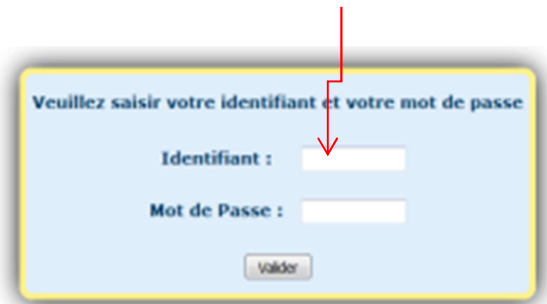 Veuillez saisir votre identifiant et votre mot de passe
Identifiant :
Mot de Passe :
Valider